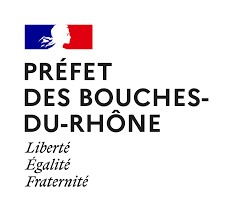 PRÉFET
DES BOUCHES-
DU-RHÔNE
Liberté
Égalité
Fraternité